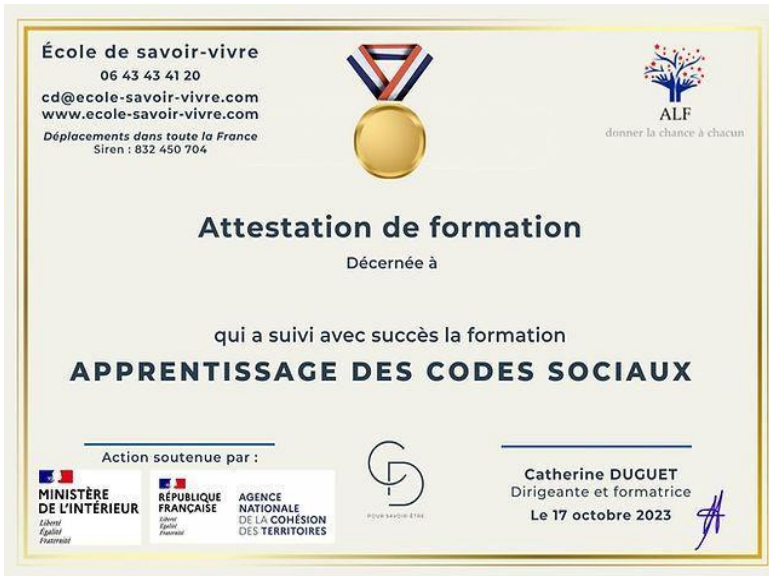 École de savoir-vivre
06 43 43 41 20
cd@ecole-savoir-vivre.com
www.ecole-savoir-vivre.com
Déplacements dans toute la France
Siren : 832 450 704
ALF
donner la chance à chacun
Attestation de formation
Décernée à
qui a suivi avec succès la formation
APPRENTISSAGE DES CODES SOCIAUX
Action soutenue par :
MINISTÈRE
DE L'INTÉRIEUR
Liberté
Égalité
Fraternité
RÉPUBLIQUE
FRANÇAISE
Liberté
Égalité
Fraternité
AGENCE
NATIONALE
DE LA COHÉSION
DES TERRITOIRES
CD
POUR SAVOIR-ÊTRE
Catherine DUGUET
Dirigeante et formatrice
Le 17 octobre 2023